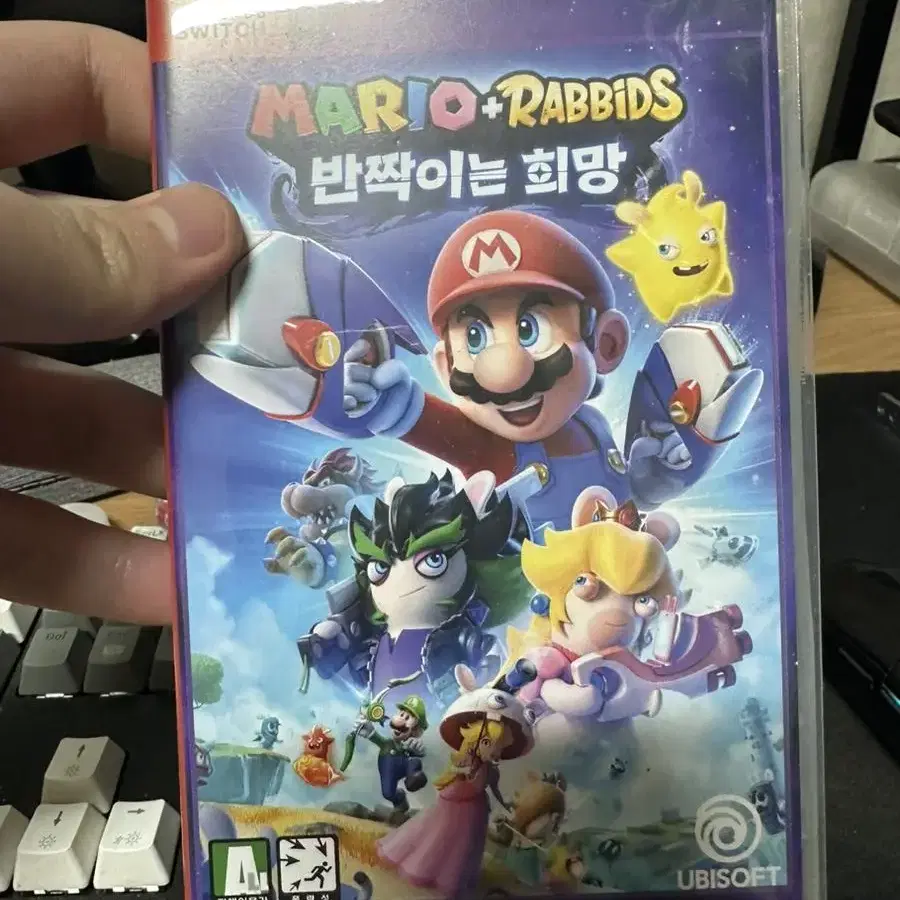 SWITCH
MARIO+RABBIDS
반짝이는 희망
M
UBISOFT
A